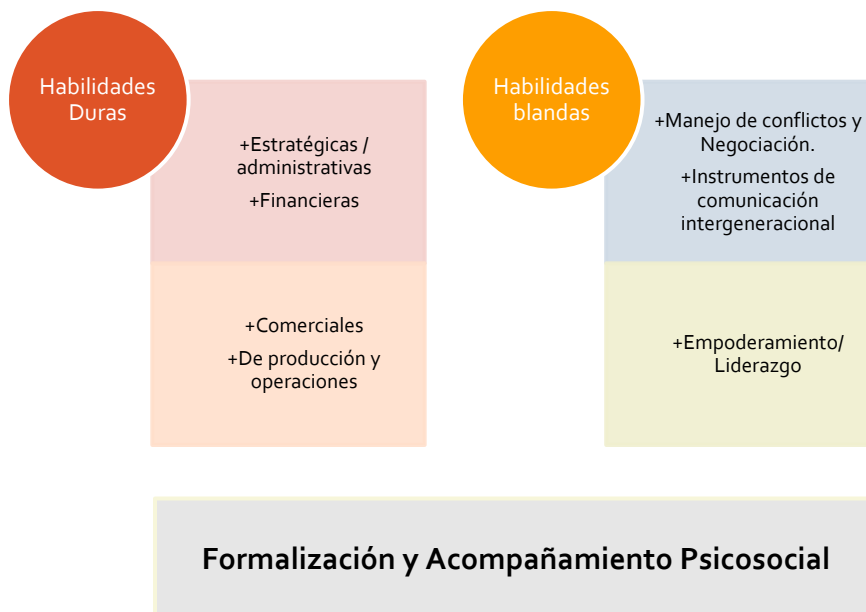 Habilidades
Duras
+Estratégicas /
administrativas
+Financieras
+Comerciales
+De producción y
operaciones
Habilidades
blandas
+Manejo de conflictos y
Negociación.
+Instrumentos de
comunicación
intergeneracional
+Empoderamiento/
Liderazgo
Formalización y Acompañamiento Psicosocial